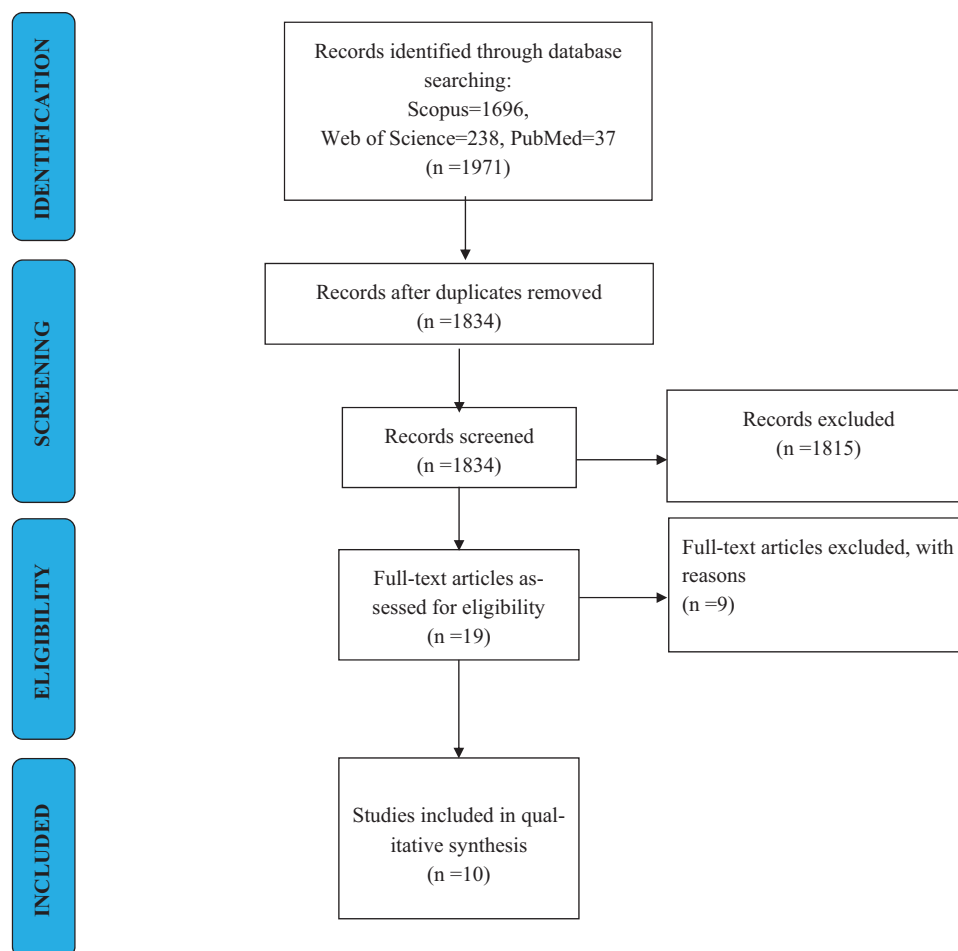 IDENTIFICATION
Records identified through database
searching:
Scopus=1696,
Web of Science=238, PubMed=37
(n =1971)
SCREENING
Records after duplicates removed
(n =1834)
Records screened
(n =1834)
Records excluded
(n =1815)
ELIGIBILITY
Full-text articles as-
sessed for eligibility
(n =19)
Full-text articles excluded, with
reasons
(n =9)
INCLUDED
Studies included in qual-
itative synthesis
(n =10)